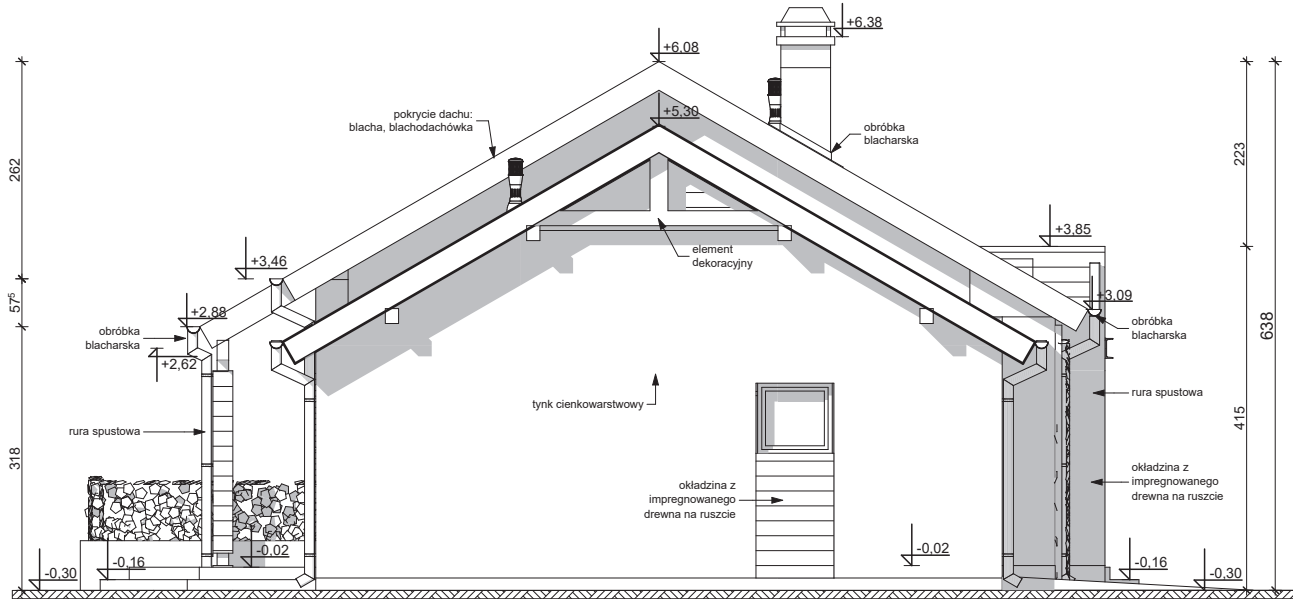 +6,38
+6,08
pokrycie dachu:
blacha, blachodachówka
+5,30
obróbka
blacharska
262
223
+3,85
element
dekoracyjny
+3,46
57⁵
+3,09
+2,88
obróbka
blacharska
obróbka
blacharska
638
+2,62
tynk cienkowarstwowy
rura spustowa
rura spustowa
415
318
okładzina z
impregnowanego
drewna na ruszcie
okładzina z
impregnowanego
drewna na ruszcie
-0,30
-0,16
-0,02
-0,02
-0,16
-0,30